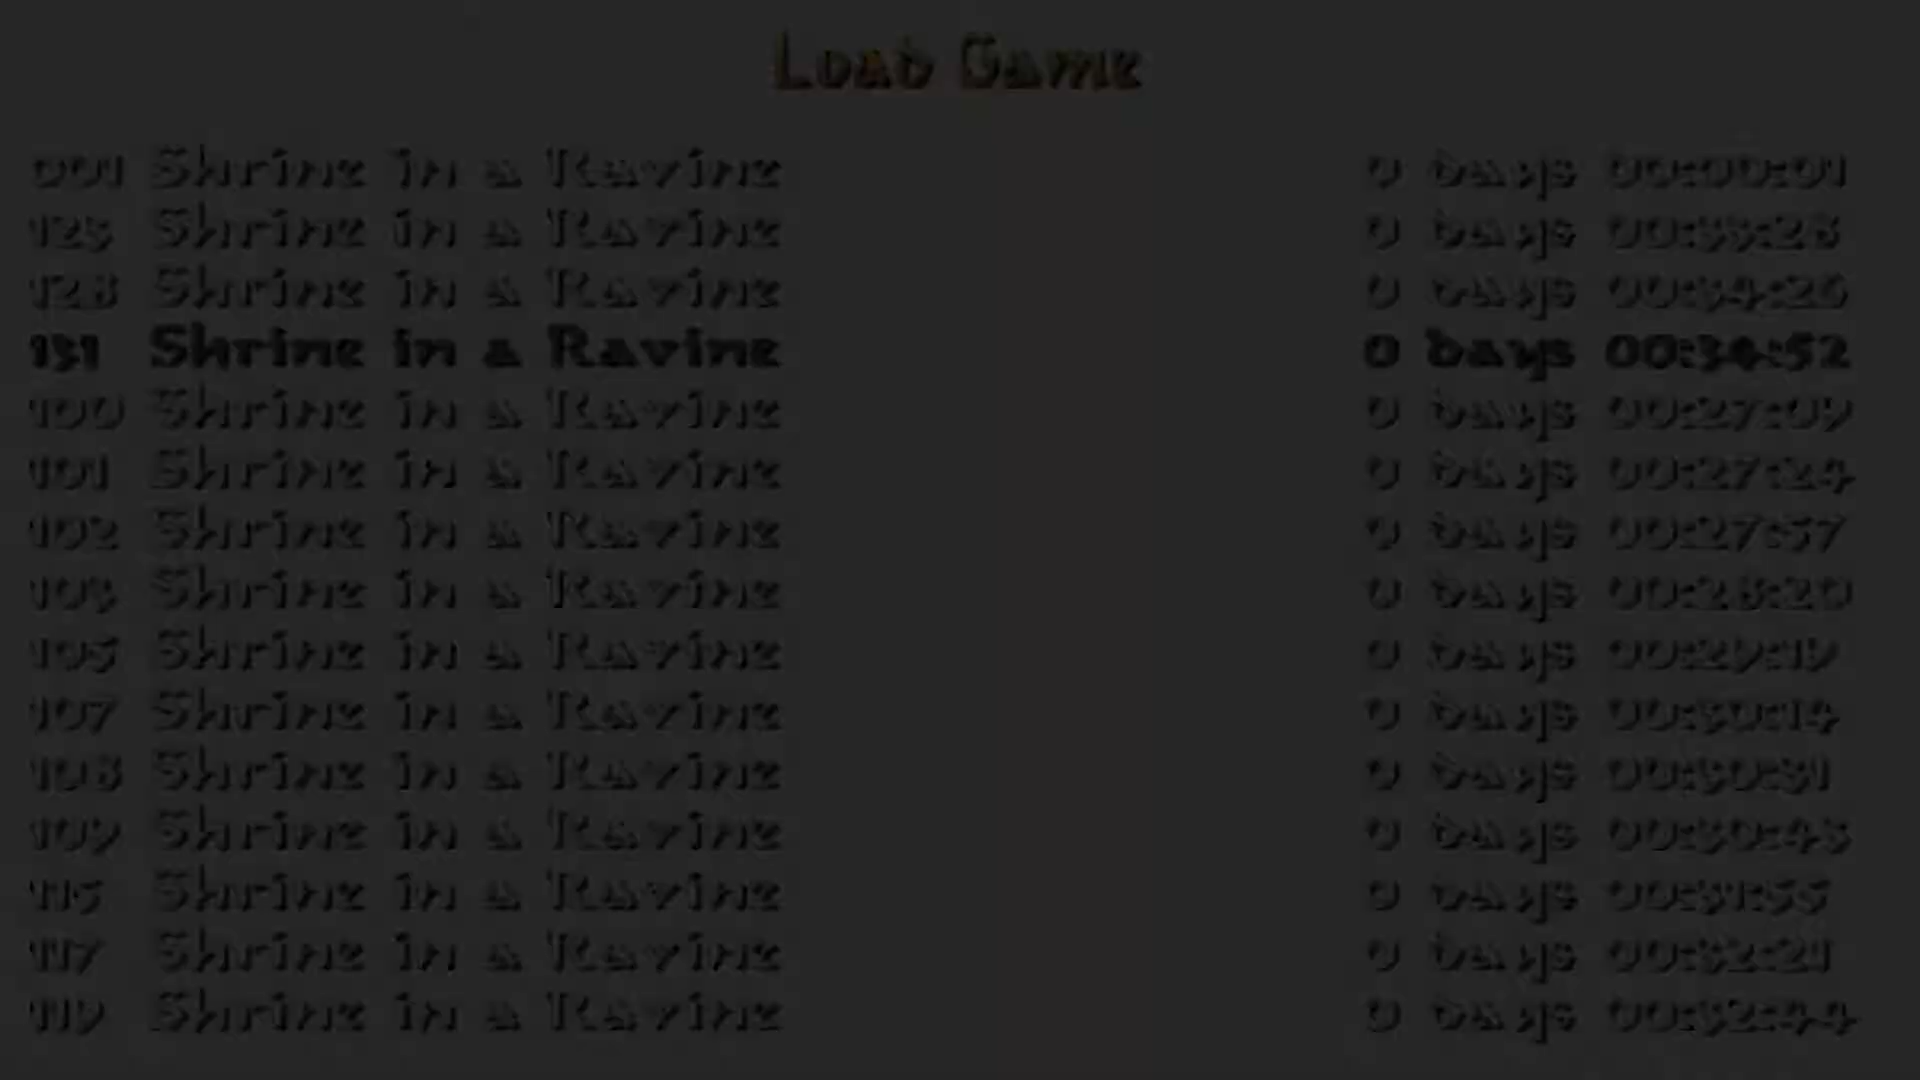 Load Game
001 Shrine in a Ravine 0 days 00:00:01
123 Shrine in a Ravine 0 days 00:33:28
128 Shrine in a Ravine 0 days 00:34:26
131 Shrine in a Ravine 0 days 00:34:52
100 Shrine in a Ravine 0 days 00:27:09
101 Shrine in a Ravine 0 days 00:27:24
102 Shrine in a Ravine 0 days 00:27:57
103 Shrine in a Ravine 0 days 00:28:20
105 Shrine in a Ravine 0 days 00:29:19
107 Shrine in a Ravine 0 days 00:30:14
108 Shrine in a Ravine 0 days 00:30:31
109 Shrine in a Ravine 0 days 00:30:43
115 Shrine in a Ravine 0 days 00:31:55
117 Shrine in a Ravine 0 days 00:32:21
119 Shrine in a Ravine 0 days 00:32:44